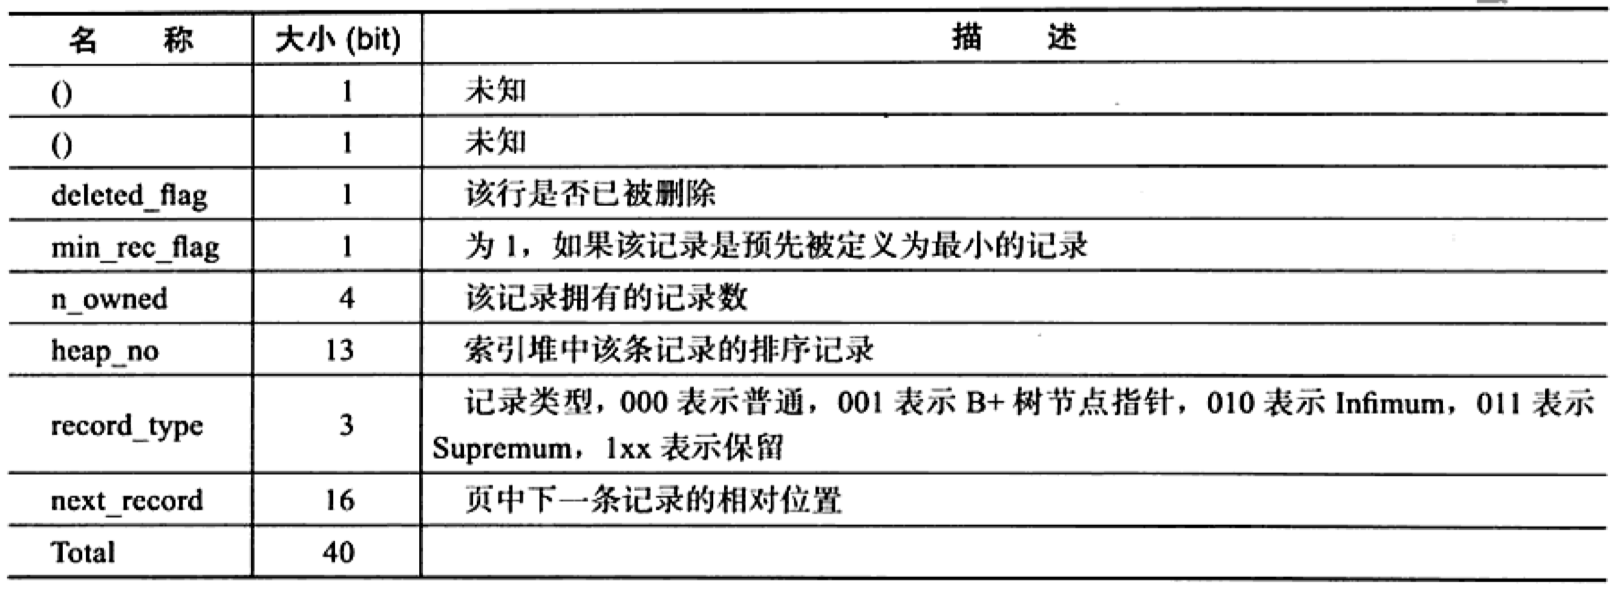 名 称 大小 (bit) 描 述
() 1 未知
() 1 未知
deleted_flag 1 该行是否已被删除
min_rec_flag 1 为 1，如果该记录是预先被定义为最小的记录
n_owned 4 该记录拥有的记录数
heap_no 13 索引堆中该条记录的排序记录
record_type 3 记录类型，000 表示普通，001 表示 B+ 树节点指针，010 表示 Infimum，011 表示
Supremum，1xx 表示保留
next_record 16 页中下一条记录的相对位置
Total 40